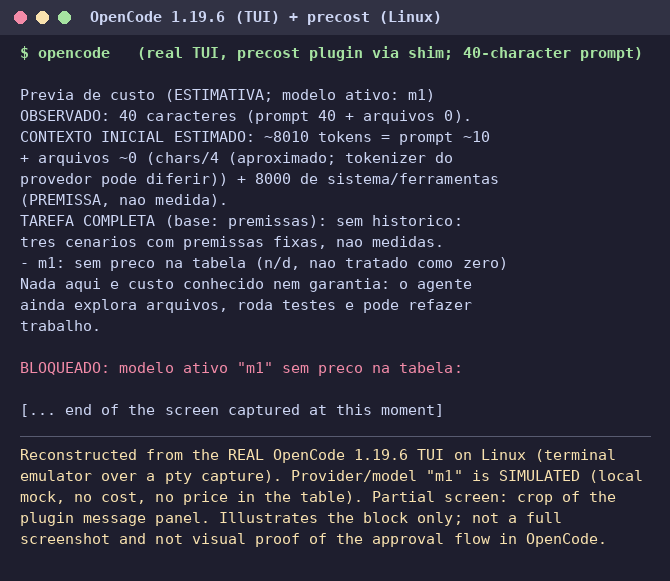 OpenCode 1.19.6 (TUI) + precost (Linux)
$ opencode   (real TUI, precost plugin via shim; 40-character prompt)
Previa de custo (ESTIMATIVA; modelo ativo: m1)
OBSERVADO: 40 caracteres (prompt 40 + arquivos 0).
CONTEXTO INICIAL ESTIMADO: ~8010 tokens = prompt ~10
+ arquivos ~0 (chars/4 (aproximado; tokenizer do
provedor pode diferir)) + 8000 de sistema/ferramentas
(PREMISSA, nao medida).
TAREFA COMPLETA (base: premissas): sem historico:
tres cenarios com premissas fixas, nao medidas.
- m1: sem preco na tabela (n/d, nao tratado como zero)
Nada aqui e custo conhecido nem garantia: o agente
ainda explora arquivos, roda testes e pode refazer
trabalho.
BLOQUEADO: modelo ativo "m1" sem preco na tabela:
[... end of the screen captured at this moment]
Reconstructed from the REAL OpenCode 1.19.6 TUI on Linux (terminal
emulator over a pty capture). Provider/model "m1" is SIMULATED (local
mock, no cost, no price in the table). Partial screen: crop of the
plugin message panel. Illustrates the block only; not a full
screenshot and not visual proof of the approval flow in OpenCode.